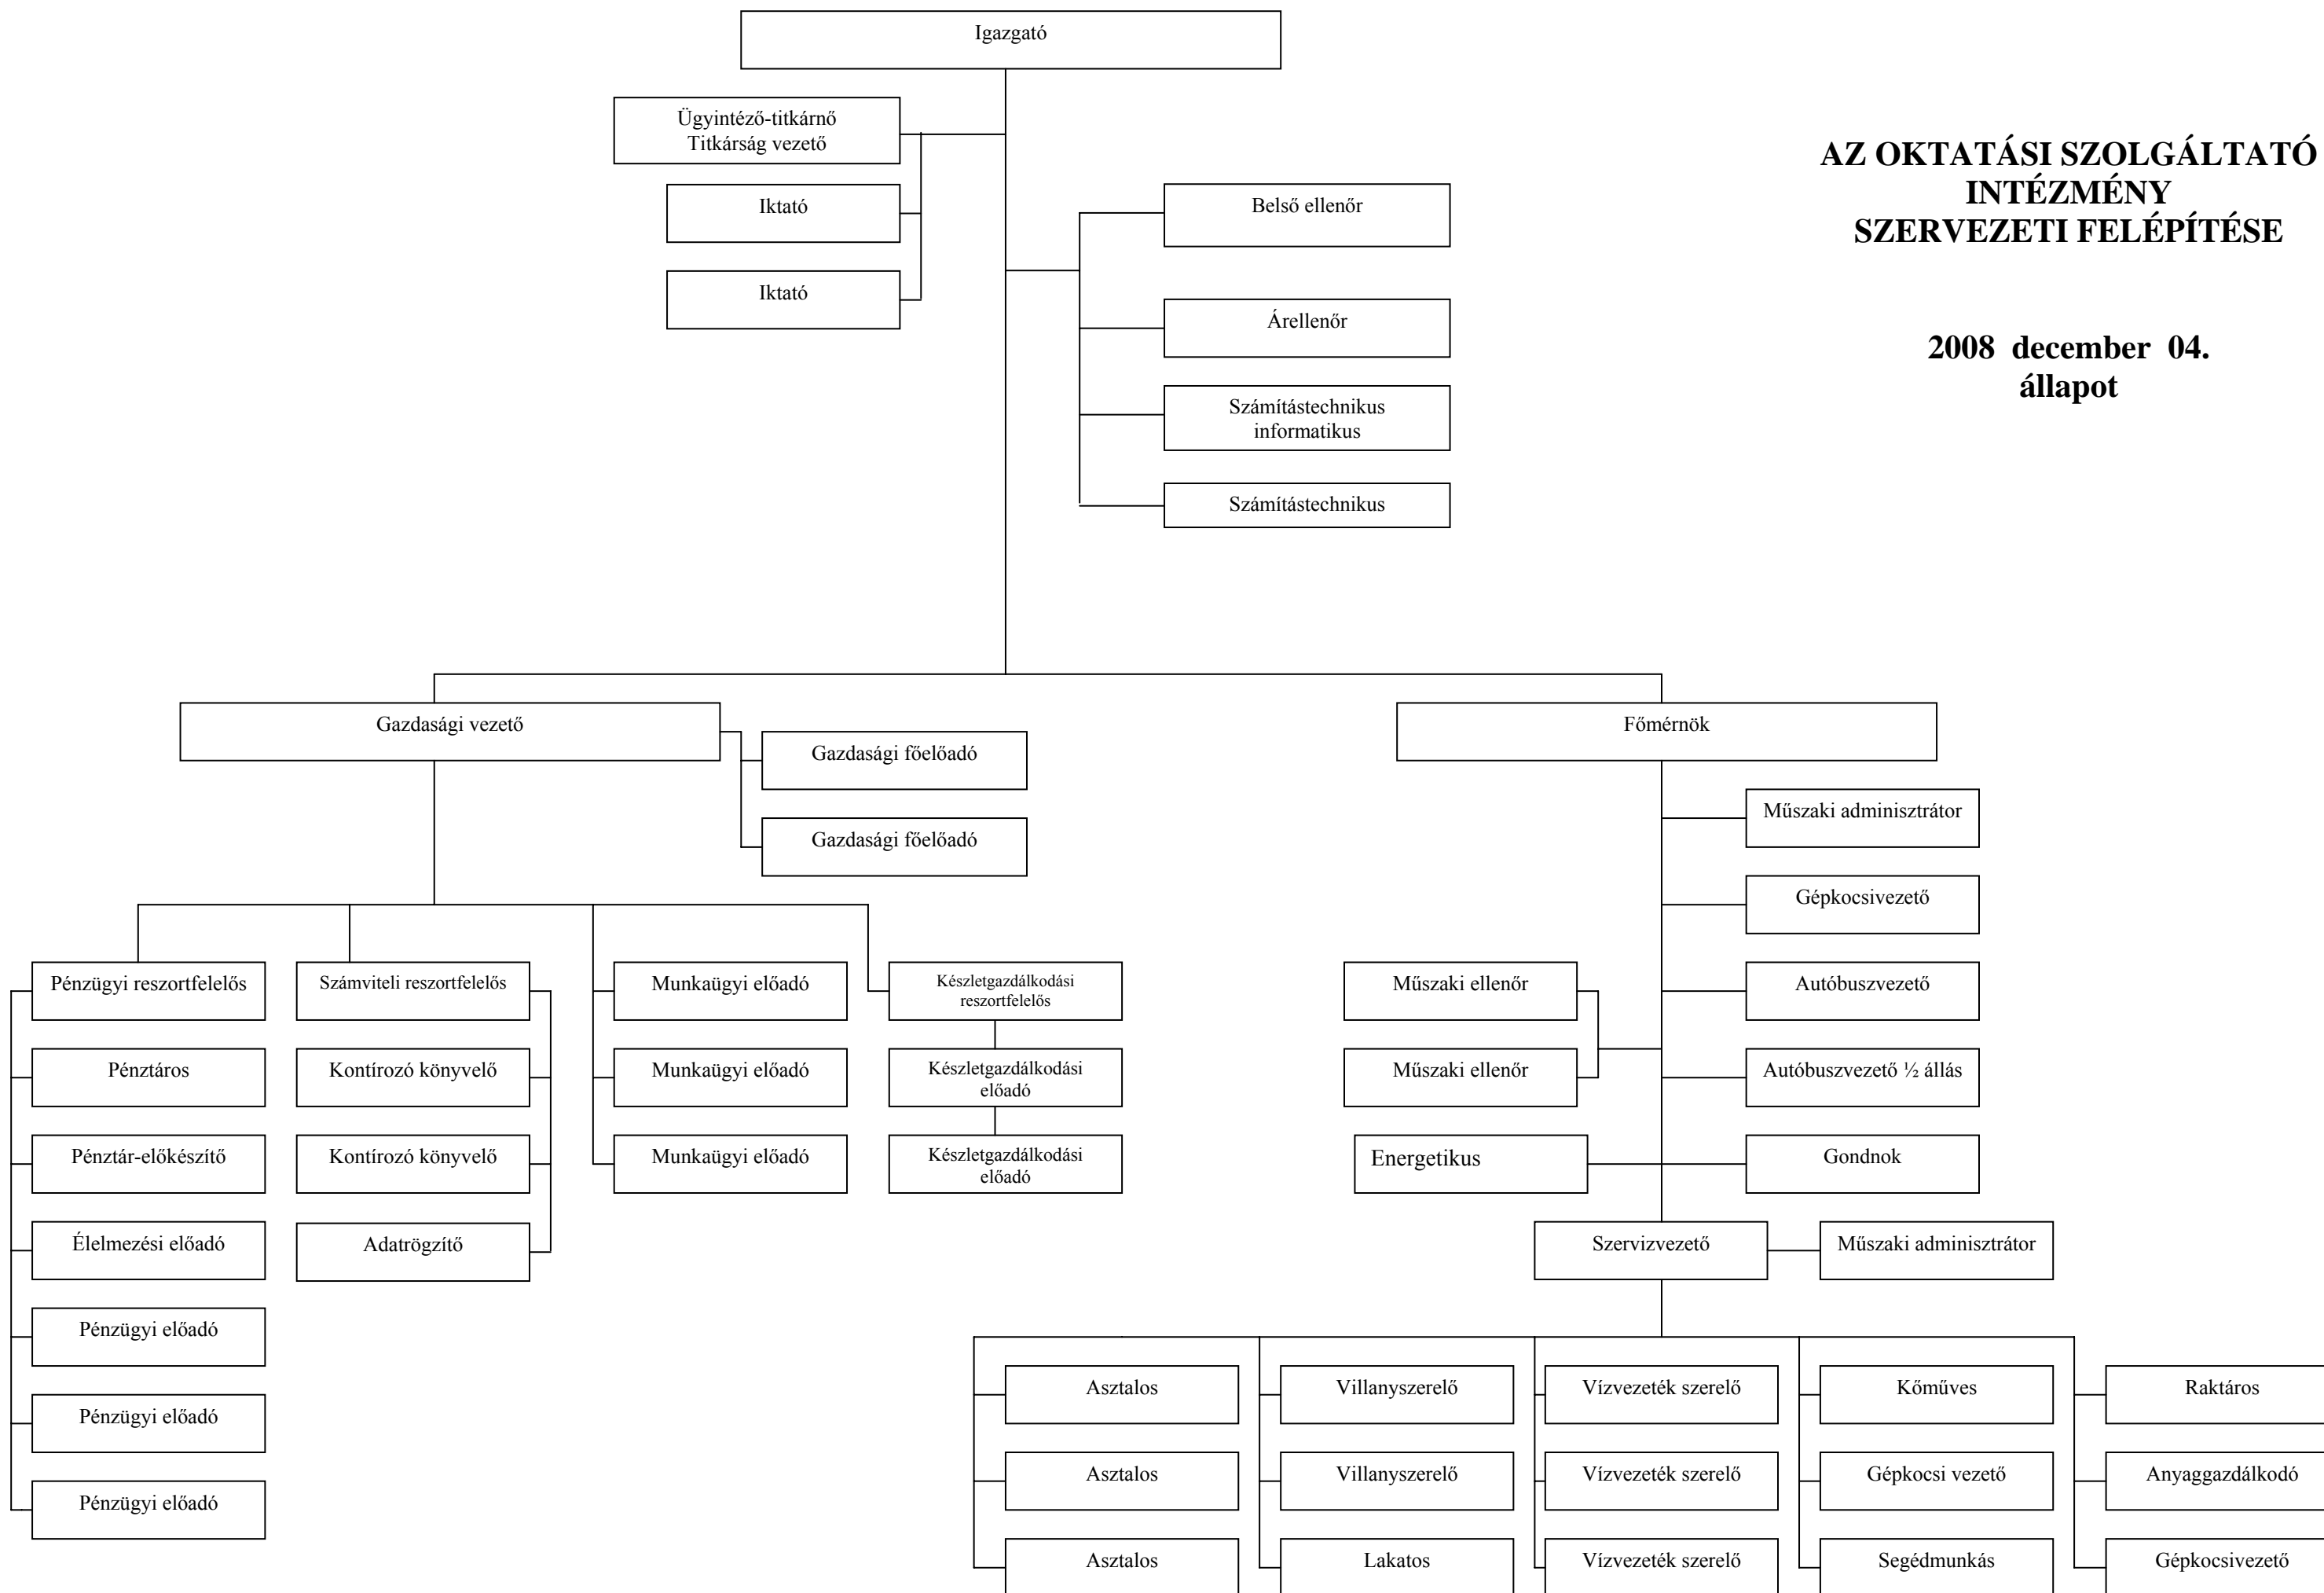 Igazgató
Ügyintéző-titkárnő
Titkárság vezető
Iktató
Iktató
Belső ellenőr
Árellenőr
Számítástechnikus
informatikus
Számítástechnikus
AZ OKTATÁSI SZOLGÁLTATÓ
INTÉZMÉNY
SZERVEZETI FELÉPÍTÉSE
2008 december 04.
állapot
Gazdasági vezető
Gazdasági főelőadó
Gazdasági főelőadó
Pénzügyi reszortfelelős
Pénztáros
Pénztár-előkészítő
Élelmezési előadó
Pénzügyi előadó
Pénzügyi előadó
Pénzügyi előadó
Számviteli reszortfelelős
Kontírozó könyvelő
Kontírozó könyvelő
Adatrögzítő
Munkaügyi előadó
Munkaügyi előadó
Munkaügyi előadó
Készletgazdálkodási
reszortfelelős
Készletgazdálkodási
előadó
Készletgazdálkodási
előadó
Főmérnök
Műszaki adminisztrátor
Gépkocsivezető
Műszaki ellenőr
Autóbuszvezető
Műszaki ellenőr
Autóbuszvezető ½ állás
Energetikus
Gondnok
Szervizvezető
Műszaki adminisztrátor
Asztalos
Asztalos
Asztalos
Villanyszerelő
Villanyszerelő
Lakatos
Vízvezeték szerelő
Vízvezeték szerelő
Vízvezeték szerelő
Kőműves
Gépkocsi vezető
Segédmunkás
Raktáros
Anyaggazdálkodó
Gépkocsivezető